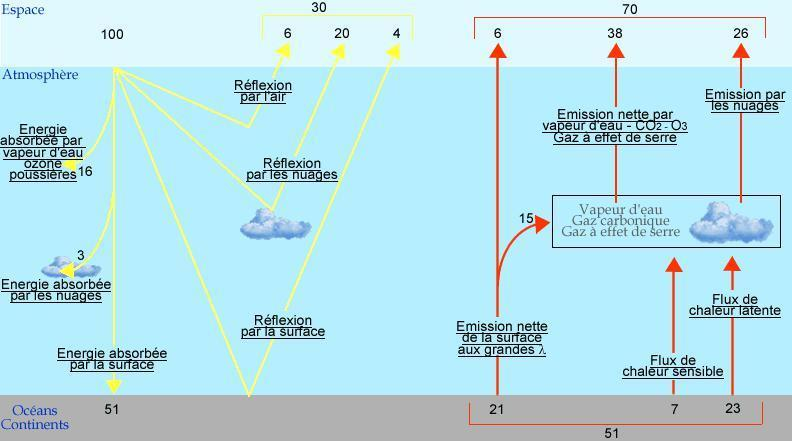 Espace
30
70
100
6
20
4
6
38
26
Atmosphère
Réflexion
par l'air
Emission nette par
vapeur d'eau - CO2 - O3
Gaz à effet de serre
Emission par
les nuages
Energie
absorbée par
vapeur d'eau
ozone
poussières
16
Réflexion
par les nuages
15
Vapeur d'eau
Gaz carbonique
Gaz à effet de serre
3
Energie absorbée
par les nuages
Réflexion
par la surface
Emission nette
de la surface
aux grandes λ
Flux de
chaleur latente
Energie absorbée
par la surface
Flux de
chaleur sensible
Océans
Continents
51
21
7
23
51